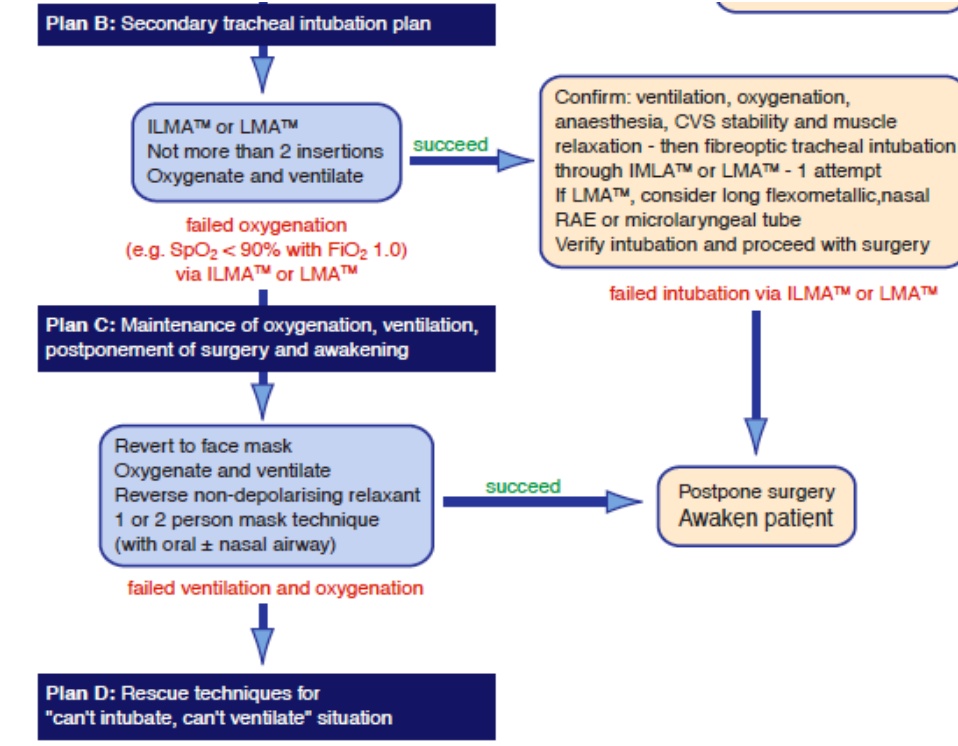 Plan B: Secondary tracheal intubation plan
ILMA™ or LMA™
Not more than 2 insertions
Oxygenate and ventilate
succeed
Confirm: ventilation, oxygenation,
anaesthesia, CVS stability and muscle
relaxation - then fibreoptic tracheal intubation
through IMLA™ or LMA™ - 1 attempt
If LMA™, consider long flexometallic,nasal
RAE or microlaryngeal tube
Verify intubation and proceed with surgery
failed oxygenation
(e.g. SpO₂ < 90% with FiO₂ 1.0)
via ILMA™ or LMA™
failed intubation via ILMA™ or LMA™
Plan C: Maintenance of oxygenation, ventilation,
postponement of surgery and awakening
Revert to face mask
Oxygenate and ventilate
Reverse non-depolarising relaxant
1 or 2 person mask technique
(with oral ± nasal airway)
succeed
Postpone surgery
Awaken patient
failed ventilation and oxygenation
Plan D: Rescue techniques for
"can't intubate, can't ventilate" situation